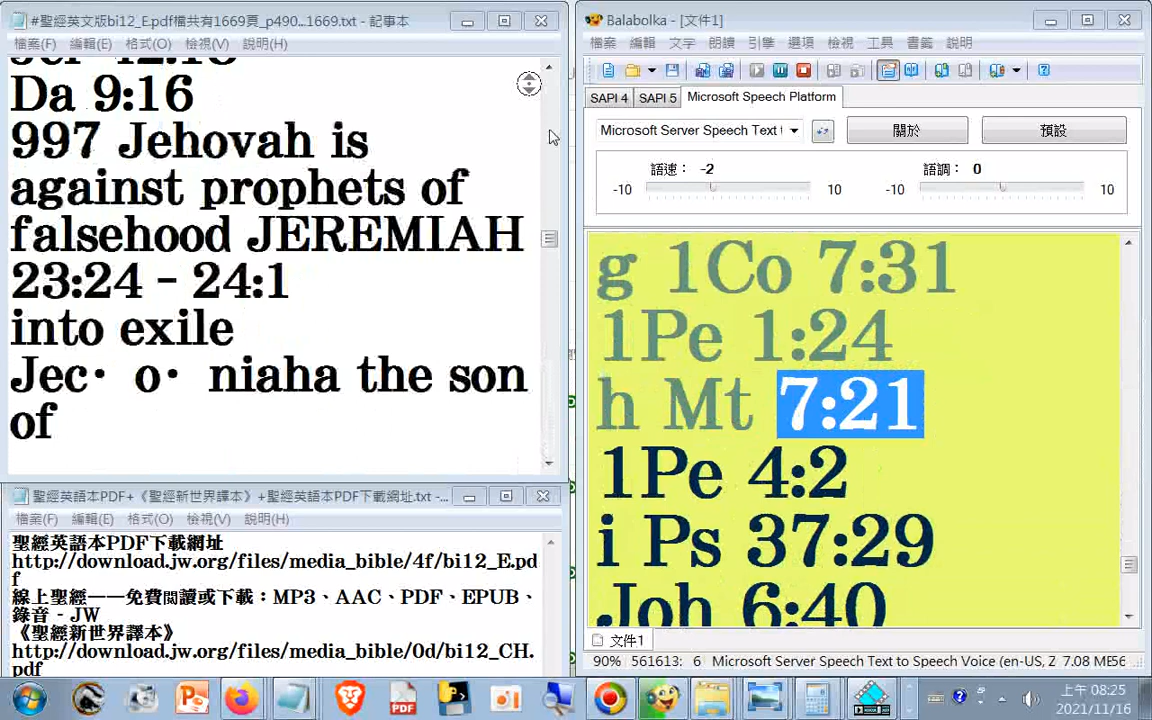 #聖經英文版bi12_E.pdf檔共有1669頁_p490...1669.txt - 記事本
檔案(F) 編輯(E) 格式(O) 檢視(V) 說明(H)
Da 9:16
997 Jehovah is
against prophets of
falsehood JEREMIAH
23:24 - 24:1
into exile
Jec· o· niaha the son
of
聖經英語本PDF+《聖經新世界譯本》+聖經英語本PDF下載網址.txt -...
檔案(F) 編輯(E) 格式(O) 檢視(V) 說明(H)
聖經英語本PDF下載網址
http://download.jw.org/files/media_bible/4f/bi12_E.pd
f
線上聖經——免費閱讀或下載：MP3、AAC、PDF、EPUB、
錄音 - JW
《聖經新世界譯本》
http://download.jw.org/files/media_bible/0d/bi12_CH.
pdf
Balabolka - [文件1]
檔案 編輯 文字 朗讀 引擎 選項 檢視 工具 書籤 說明
SAPI 4 SAPI 5 Microsoft Speech Platform
Microsoft Server Speech Text t 關於 預設
語速： -2 語調： 0
-10 10 -10 10
g 1Co 7:31
1Pe 1:24
h Mt 7:21
1Pe 4:2
i Ps 37:29
Joh 6:40
文件1
90% 561613: 6 Microsoft Server Speech Text to Speech Voice (en-US, Z 7.08 ME56
上午 08:25
2021/11/16